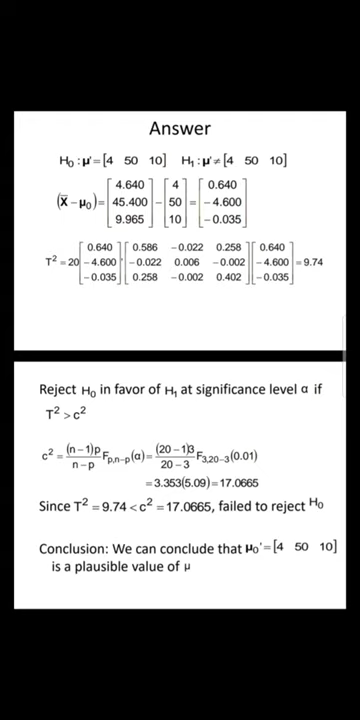 Answer
H₀ : μ' = [4 50 10] H₁ : μ' ≠ [4 50 10]
(X̄ − μ₀) = [4.640 45.400 9.965] − [4 50 10] = [0.640 −4.600 −0.035]
T² = 20 [0.640 −4.600 −0.035]' [0.586 −0.022 0.258; −0.022 0.006 −0.002; 0.258 −0.002 0.402] [0.640 −4.600 −0.035] = 9.74
Reject H₀ in favor of H₁ at significance level α if
T² > c²
c² = (n−1)p / n−p F p,n−p (α) = (20−1)3 / 20−3 F 3,20−3 (0.01)
= 3.353(5.09) = 17.0665
Since T² = 9.74 < c² = 17.0665, failed to reject H₀
Conclusion: We can conclude that μ₀' = [4 50 10]
is a plausible value of μ